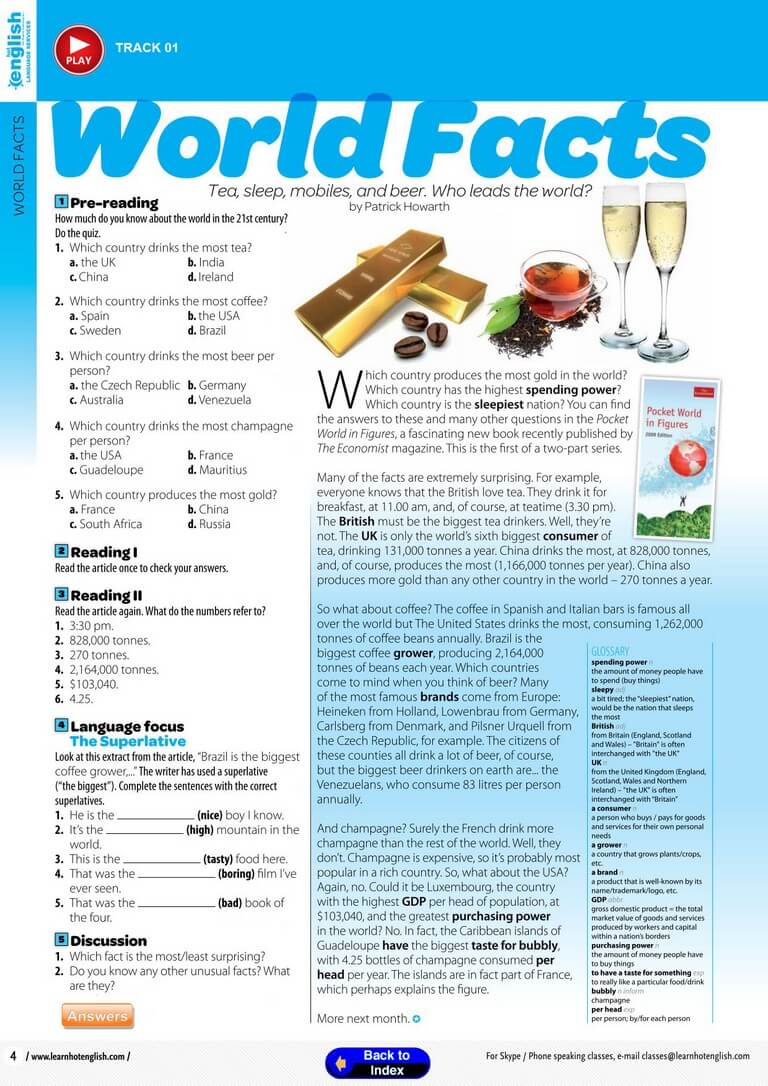 hot
english
LANGUAGE SERVICES
WORLD FACTS
PLAY
TRACK 01
World Facts
Tea, sleep, mobiles, and beer. Who leads the world?
by Patrick Howarth
1 Pre-reading
How much do you know about the world in the 21st century?
Do the quiz.
1. Which country drinks the most tea?
a. the UK b. India
c. China d. Ireland
2. Which country drinks the most coffee?
a. Spain b. the USA
c. Sweden d. Brazil
3. Which country drinks the most beer per
person?
a. the Czech Republic b. Germany
c. Australia d. Venezuela
4. Which country drinks the most champagne
per person?
a. the USA b. France
c. Guadeloupe d. Mauritius
5. Which country produces the most gold?
a. France b. China
c. South Africa d. Russia
2 Reading I
Read the article once to check your answers.
3 Reading II
Read the article again. What do the numbers refer to?
1. 3:30 pm.
2. 828,000 tonnes.
3. 270 tonnes.
4. 2,164,000 tonnes.
5. $103,040.
6. 4.25.
4 Language focus
The Superlative
Look at this extract from the article, "Brazil is the biggest
coffee grower,..." The writer has used a superlative
("the biggest"). Complete the sentences with the correct
superlatives.
1. He is the ____ (nice) boy I know.
2. It's the ____ (high) mountain in the
world.
3. This is the ____ (tasty) food here.
4. That was the ____ (boring) film I've
ever seen.
5. That was the ____ (bad) book of
the four.
5 Discussion
1. Which fact is the most/least surprising?
2. Do you know any other unusual facts? What
are they?
Answers
Which country produces the most gold in the world?
Which country has the highest spending power?
Which country is the sleepiest nation? You can find
the answers to these and many other questions in the Pocket
World in Figures, a fascinating new book recently published by
The Economist magazine. This is the first of a two-part series.
Pocket World
in Figures
2009 Edition
Many of the facts are extremely surprising. For example,
everyone knows that the British love tea. They drink it for
breakfast, at 11.00 am, and, of course, at teatime (3.30 pm).
The British must be the biggest tea drinkers. Well, they're
not. The UK is only the world's sixth biggest consumer of
tea, drinking 131,000 tonnes a year. China drinks the most, at 828,000 tonnes,
and, of course, produces the most (1,166,000 tonnes per year). China also
produces more gold than any other country in the world – 270 tonnes a year.
So what about coffee? The coffee in Spanish and Italian bars is famous all
over the world but The United States drinks the most, consuming 1,262,000
tonnes of coffee beans annually. Brazil is the
biggest coffee grower, producing 2,164,000
tonnes of beans each year. Which countries
come to mind when you think of beer? Many
of the most famous brands come from Europe:
Heineken from Holland, Lowenbrau from Germany,
Carlsberg from Denmark, and Pilsner Urquell from
the Czech Republic, for example. The citizens of
these counties all drink a lot of beer, of course,
but the biggest beer drinkers on earth are... the
Venezuelans, who consume 83 litres per person
annually.
And champagne? Surely the French drink more
champagne than the rest of the world. Well, they
don't. Champagne is expensive, so it's probably most
popular in a rich country. So, what about the USA?
Again, no. Could it be Luxembourg, the country
with the highest GDP per head of population, at
$103,040, and the greatest purchasing power
in the world? No. In fact, the Caribbean islands of
Guadeloupe have the biggest taste for bubbly,
with 4.25 bottles of champagne consumed per
head per year. The islands are in fact part of France,
which perhaps explains the figure.
More next month.
GLOSSARY
spending power n
the amount of money people have
to spend (buy things)
sleepy adj
a bit tired; the "sleepiest" nation,
would be the nation that sleeps
the most
British adj
from Britain (England, Scotland
and Wales) – "Britain" is often
interchanged with "the UK"
UK n
from the United Kingdom (England,
Scotland, Wales and Northern
Ireland) – "the UK" is often
interchanged with "Britain"
a consumer n
a person who buys / pays for goods
and services for their own personal
needs
a grower n
a country that grows plants/crops,
etc.
a brand n
a product that is well-known by its
name/trademark/logo, etc.
GDP abbr
gross domestic product = the total
market value of goods and services
produced by workers and capital
within a nation's borders
purchasing power n
the amount of money people have
to buy things
to have a taste for something exp
to really like a particular food/drink
bubbly n inform
champagne
per head exp
per person; by/for each person
4 / www.learnhotenglish.com /
Back to
Index
For Skype / Phone speaking classes, e-mail classes@learnhotenglish.com